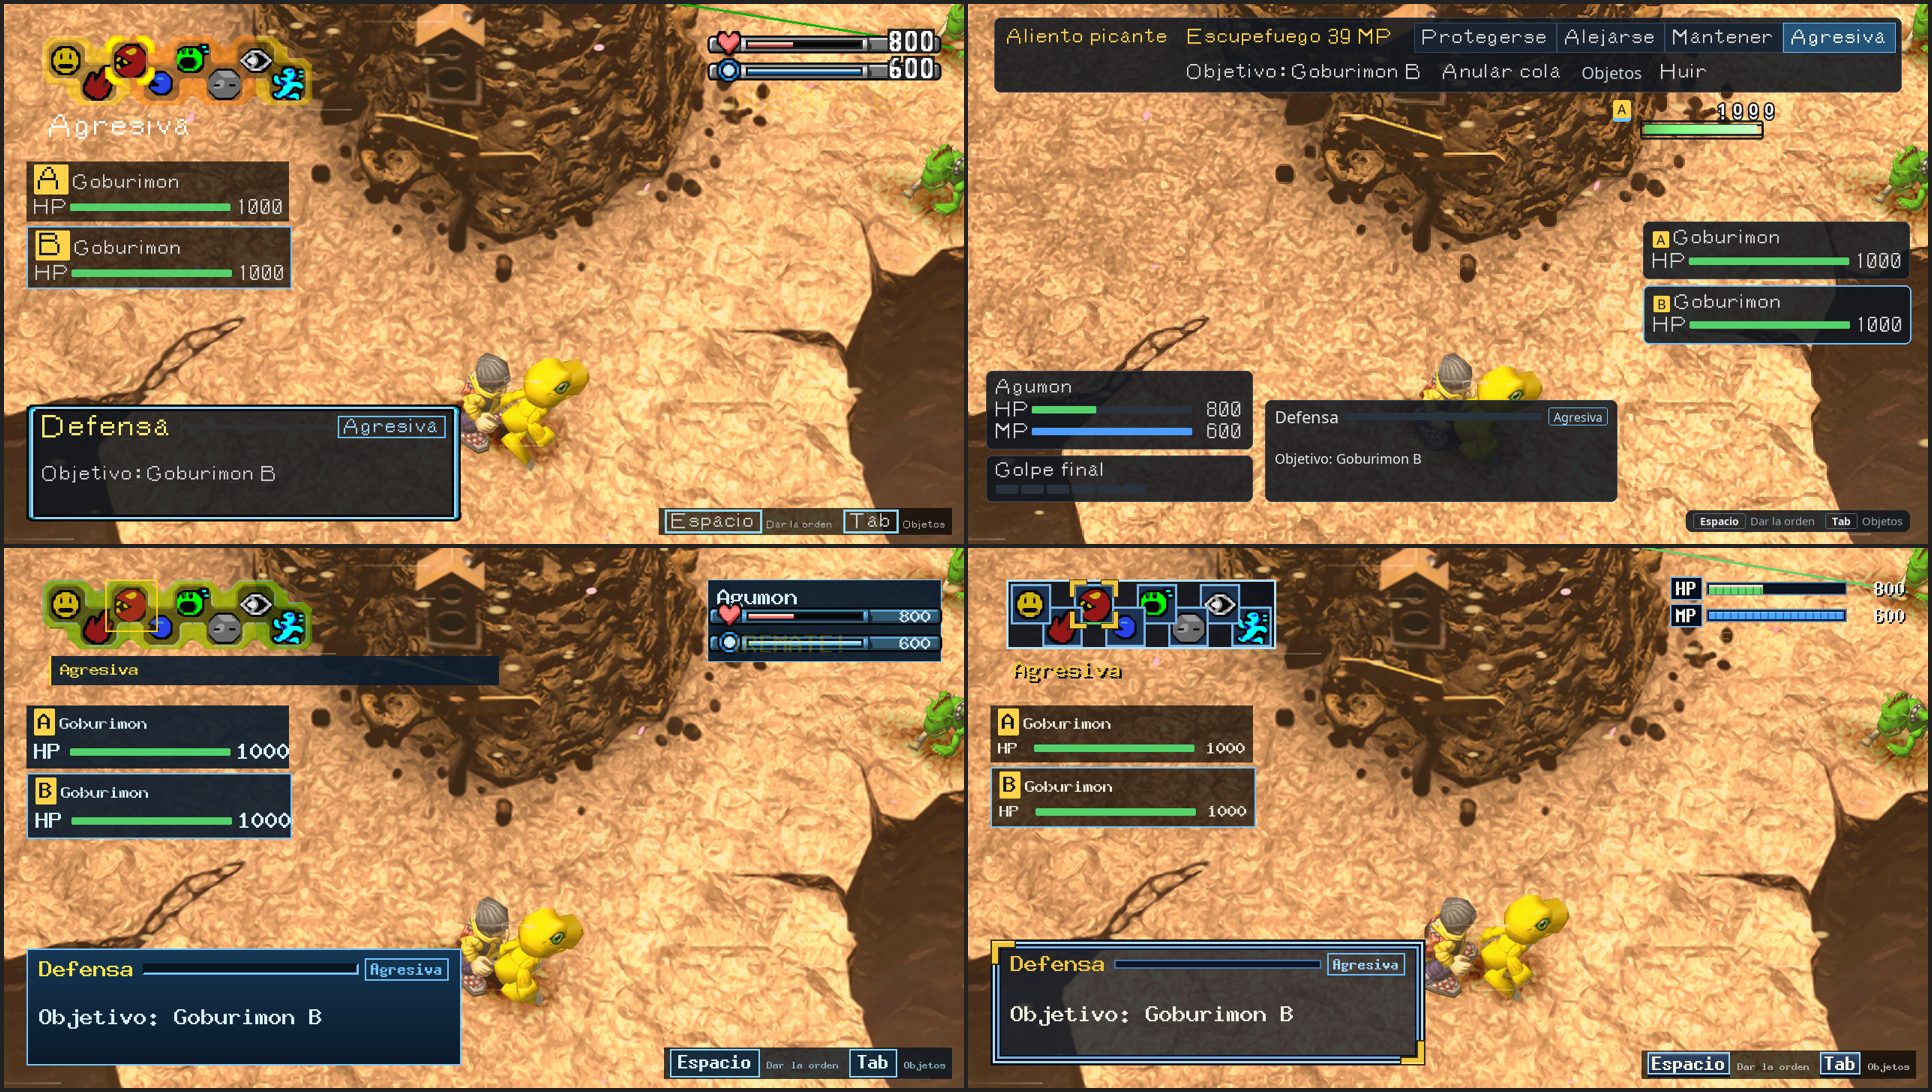 800
600
Agresiva
A Goburimon
HP 1000
B Goburimon
HP 1000
Defensa Agresiva
Objetivo:Goburimon B
Espacio Dar la orden Tab Objetos
Aliento picante Escupefuego 39 MP Protegerse Alejarse Mantener Agresiva
Objetivo:Goburimon B Anular cola Objetos Huir
A 1999
A Goburimon
HP 1000
B Goburimon
HP 1000
Agumon
HP 800
MP 600
Golpe final
Defensa Agresiva
Objetivo: Goburimon B
Espacio Dar la orden Tab Objetos
Agumon
800
600
Agresiva
A Goburimon
HP 1000
B Goburimon
HP 1000
Defensa Agresiva
Objetivo: Goburimon B
Espacio Dar la orden Tab Objetos
HP 800
MP 600
Agresiva
A Goburimon
HP 1000
B Goburimon
HP 1000
Defensa Agresiva
Objetivo: Goburimon B
Espacio Dar la orden Tab Objetos